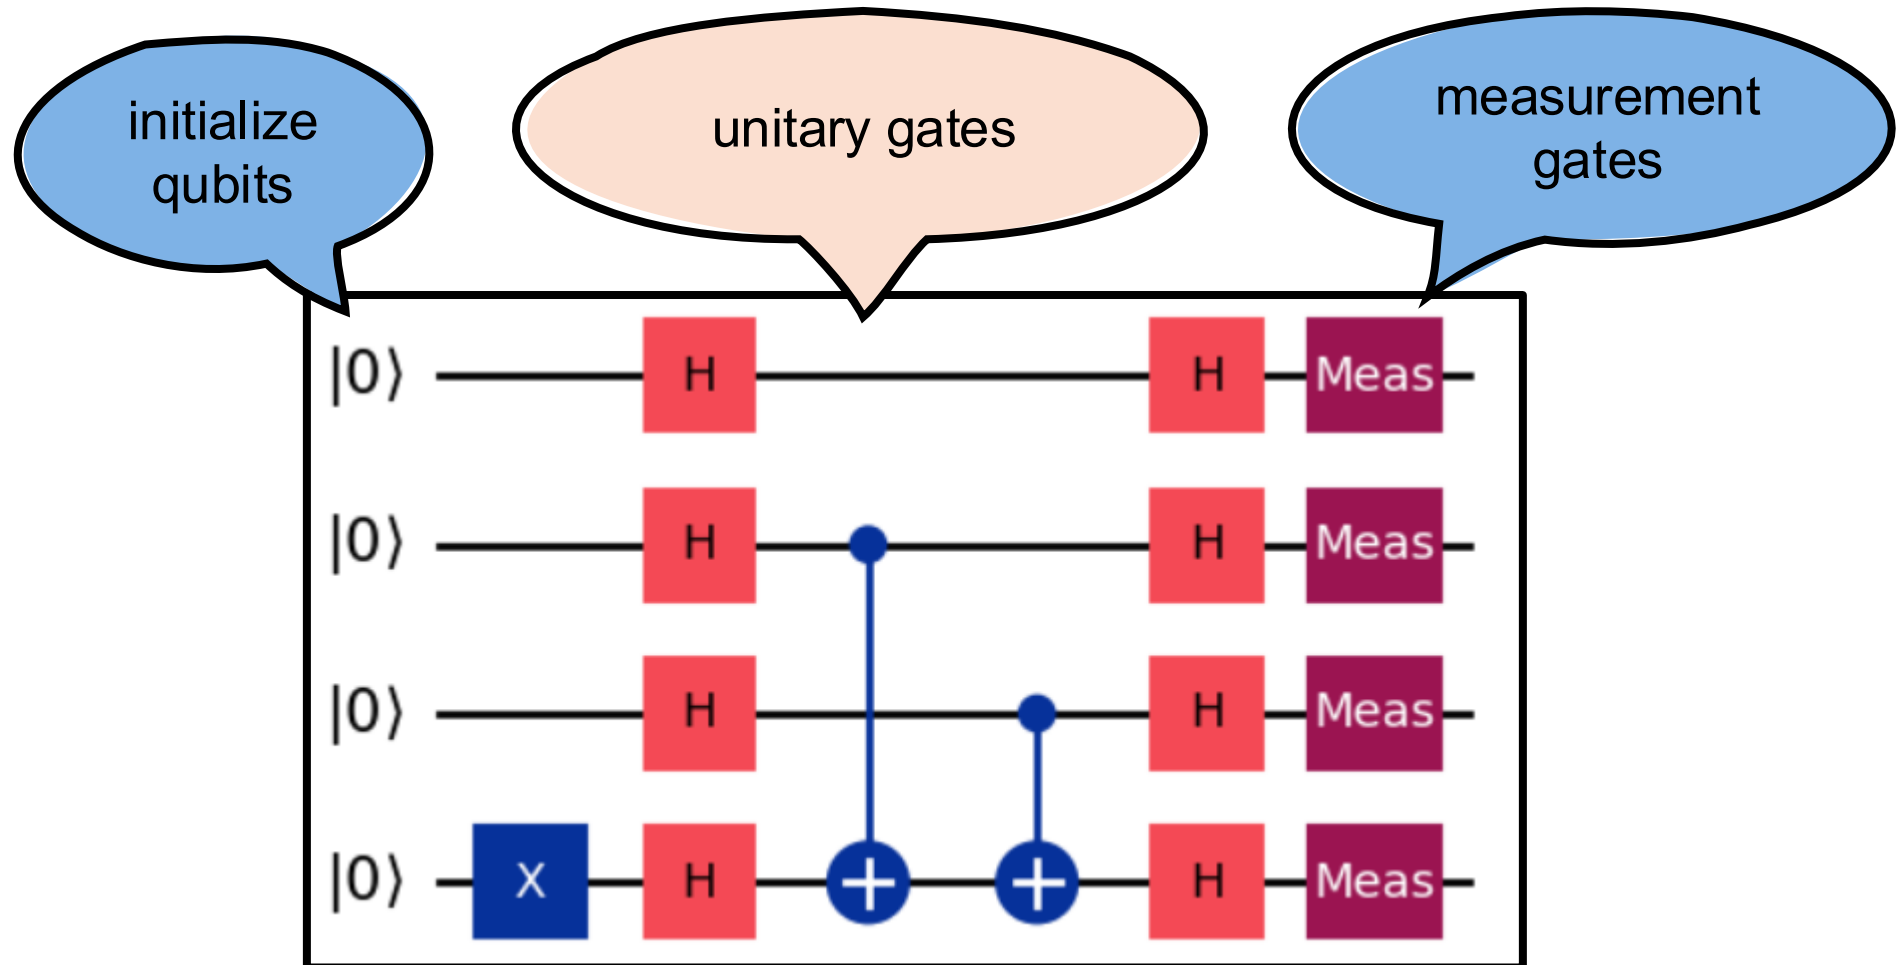 initialize
qubits
unitary gates
measurement
gates
|0⟩ H H Meas
|0⟩ H H Meas
|0⟩ H H Meas
|0⟩ X H H Meas